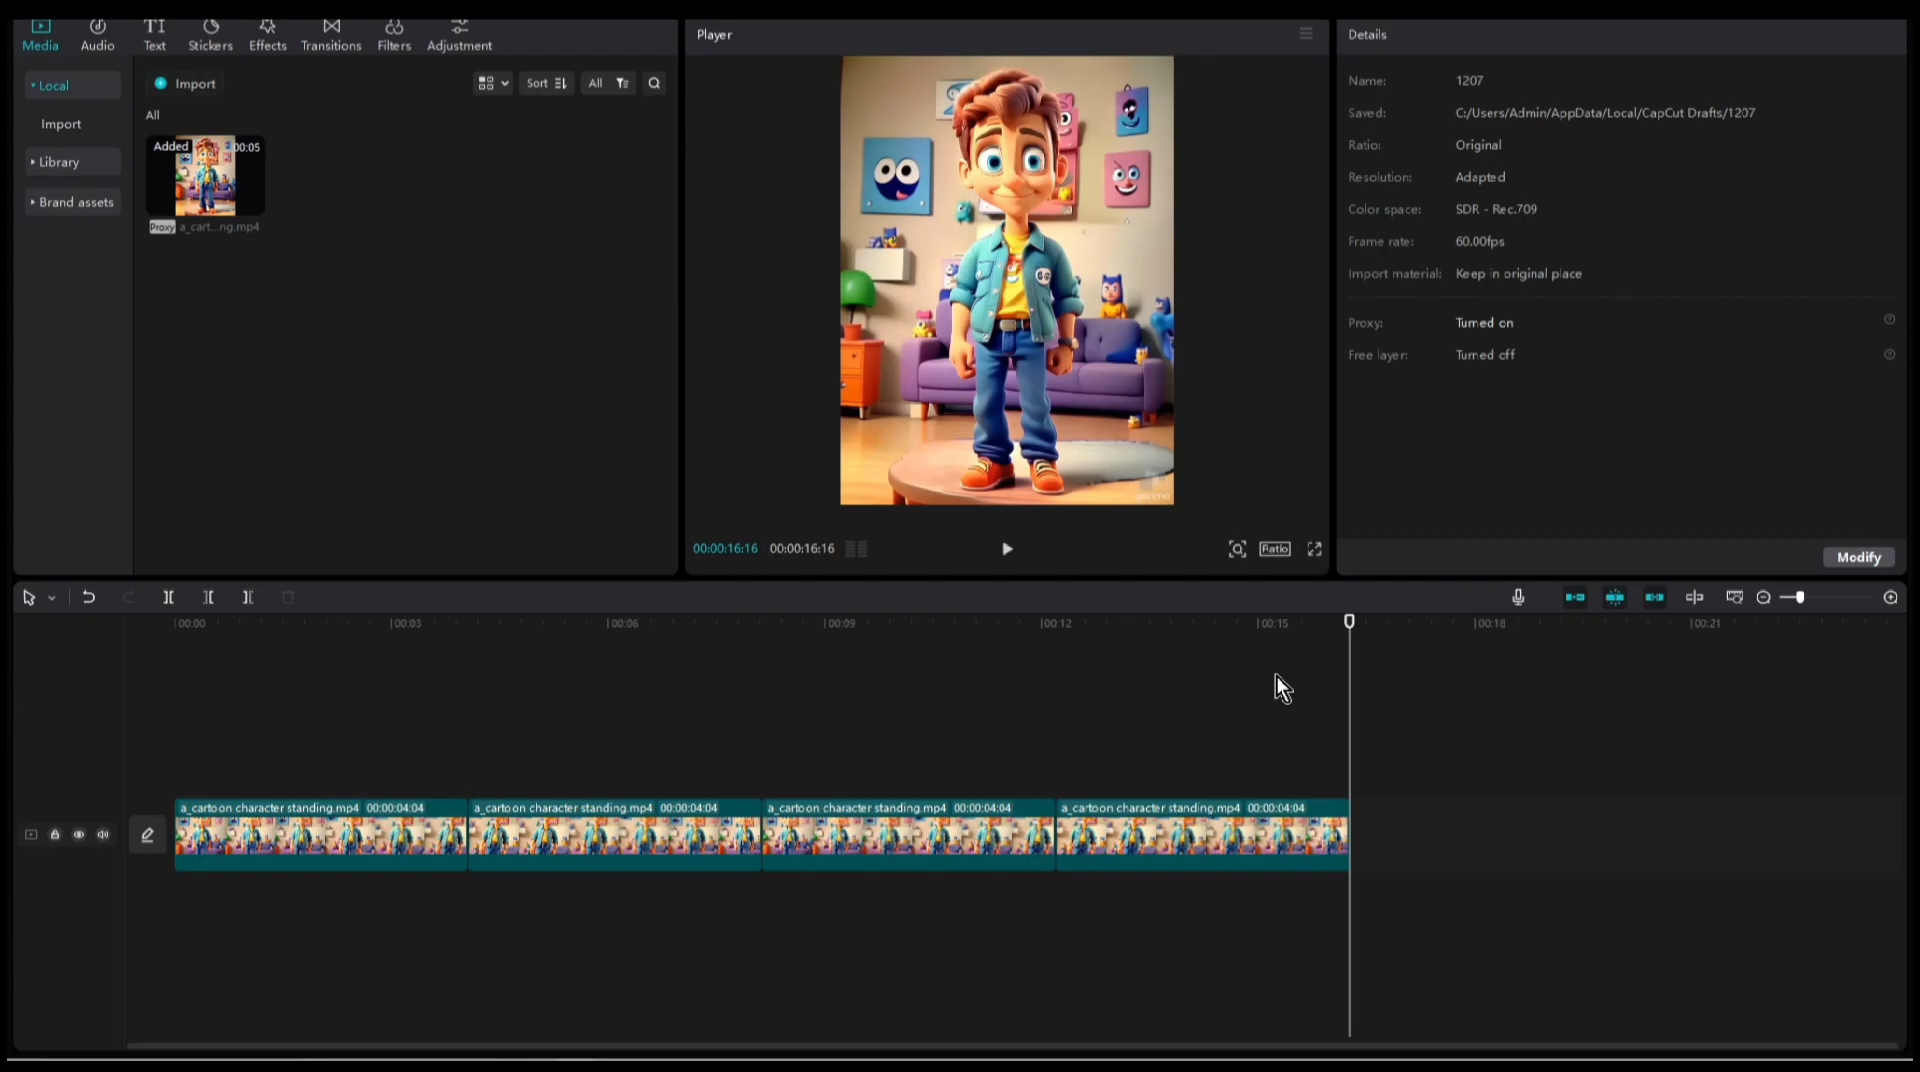 Media Audio Text Stickers Effects Transitions Filters Adjustment
Local
Import
Library
Brand assets
Import
Sort
All
All
Added
00:05
Proxy
a_cart...ng.mp4
Player
00:00:16:16
00:00:16:16
Ratio
Details
Name: 1207
Saved: C:/Users/Admin/AppData/Local/CapCut Drafts/1207
Ratio: Original
Resolution: Adapted
Color space: SDR - Rec.709
Frame rate: 60.00fps
Import material: Keep in original place
Proxy: Turned on
Free layer: Turned off
Modify
00:00 00:03 00:06 00:09 00:12 00:15 00:18 00:21
a_cartoon character standing.mp4 00:00:04:04
a_cartoon character standing.mp4 00:00:04:04
a_cartoon character standing.mp4 00:00:04:04
a_cartoon character standing.mp4 00:00:04:04